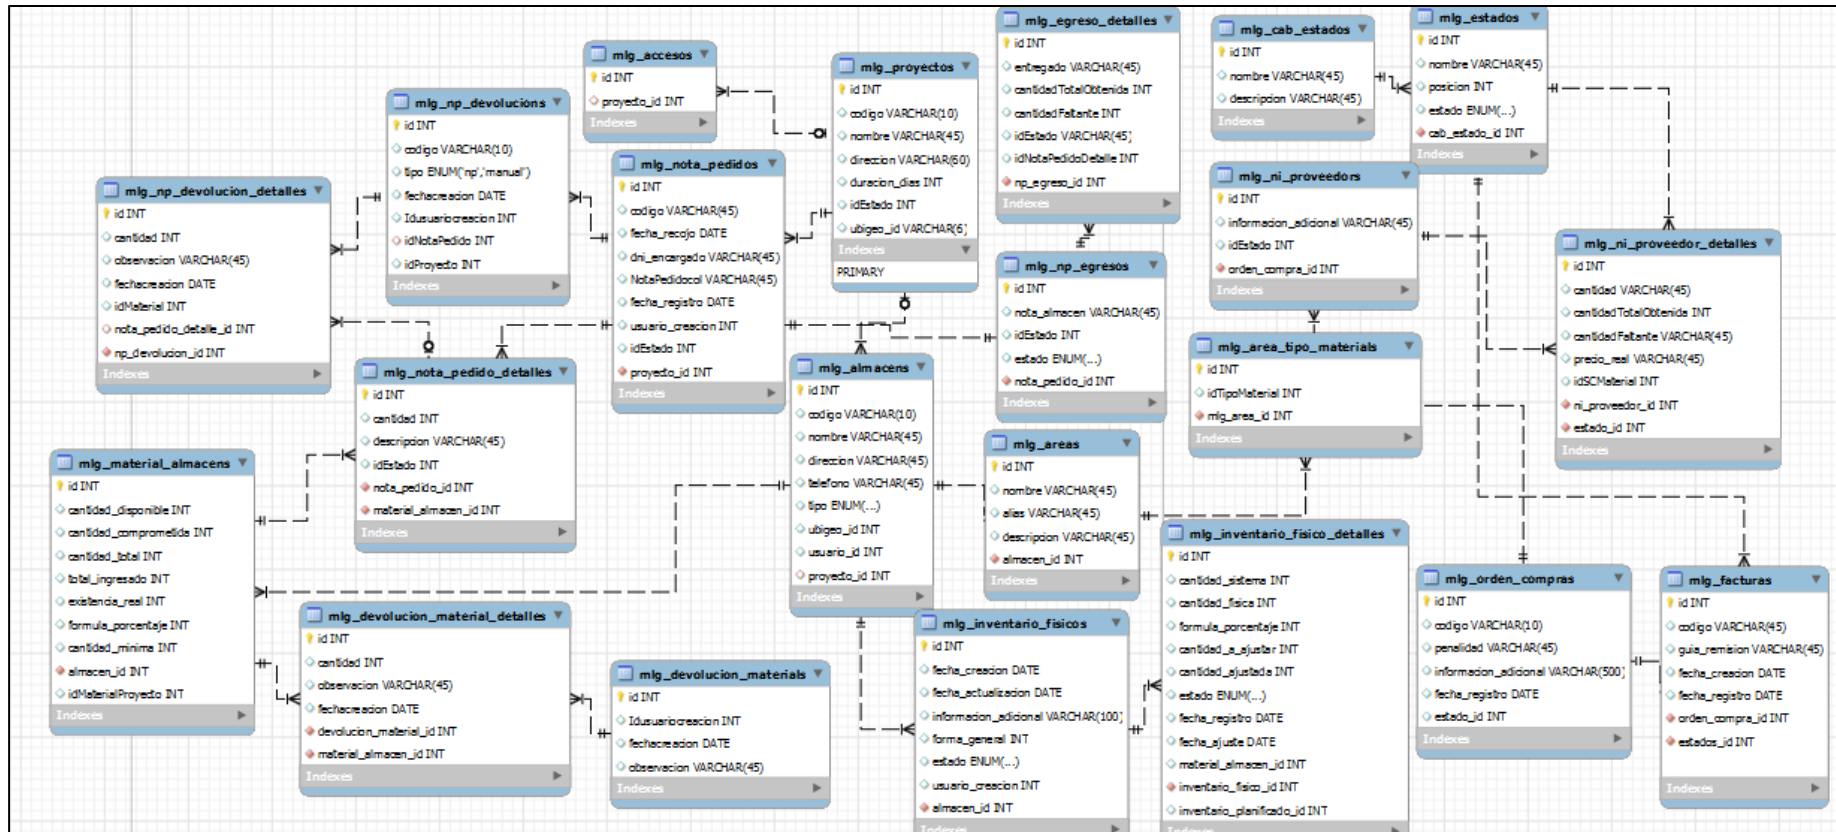 mlg_accesos
id INT
proyecto_id INT
Indexes
mlg_proyectos
id INT
codigo VARCHAR(10)
nombre VARCHAR(45)
direccion VARCHAR(60)
duracion_dias INT
idEstado INT
ubigeo_id VARCHAR(6)
Indexes
PRIMARY
mlg_egreso_detalles
id INT
entregado VARCHAR(45)
cantidadTotalObtenida INT
cantidadFaltante INT
idEstado VARCHAR(45)
idNotaPedidoDetalle INT
np_egreso_id INT
Indexes
mlg_cab_estados
id INT
nombre VARCHAR(45)
descripcion VARCHAR(45)
Indexes
mlg_estados
id INT
nombre VARCHAR(45)
posicion INT
estado ENUM(...)
cab_estado_id INT
Indexes
mlg_np_devolucions
id INT
codigo VARCHAR(10)
tipo ENUM('np','manual')
fechacreacion DATE
Idusuariocreacion INT
idNotaPedido INT
idProyecto INT
Indexes
mlg_nota_pedidos
id INT
codigo VARCHAR(45)
fecha_recojo DATE
dni_encargado VARCHAR(45)
NotaPedidocol VARCHAR(45)
fecha_registro DATE
usuario_creacion INT
idEstado INT
proyecto_id INT
Indexes
mlg_np_devolucion_detalles
id INT
cantidad INT
observacion VARCHAR(45)
fechacreacion DATE
idMaterial INT
nota_pedido_detalle_id INT
np_devolucion_id INT
Indexes
mlg_ni_proveedors
id INT
informacion_adicional VARCHAR(45)
idEstado INT
orden_compra_id INT
Indexes
mlg_ni_proveedor_detalles
id INT
cantidad VARCHAR(45)
cantidadTotalObtenida INT
cantidadFaltante VARCHAR(45)
precio_real VARCHAR(45)
idSCMaterial INT
ni_proveedor_id INT
estado_id INT
Indexes
mlg_np_egresos
id INT
nota_almacen VARCHAR(45)
idEstado INT
estado ENUM(...)
nota_pedido_id INT
Indexes
mlg_area_tipo_materials
id INT
idTipoMaterial INT
mlg_area_id INT
Indexes
mlg_nota_pedido_detalles
id INT
cantidad INT
descripcion VARCHAR(45)
idEstado INT
nota_pedido_id INT
material_almacen_id INT
Indexes
mlg_almacens
id INT
codigo VARCHAR(10)
nombre VARCHAR(45)
direccion VARCHAR(45)
telefono VARCHAR(45)
tipo ENUM(...)
ubigeo_id INT
usuario_id INT
proyecto_id INT
Indexes
mlg_areas
id INT
nombre VARCHAR(45)
alias VARCHAR(45)
descripcion VARCHAR(45)
almacen_id INT
Indexes
mlg_material_almacens
id INT
cantidad_disponible INT
cantidad_comprometida INT
cantidad_total INT
total_ingresado INT
existencia_real INT
formula_porcentaje INT
cantidad_minima INT
almacen_id INT
idMaterialProyecto INT
Indexes
mlg_devolucion_material_detalles
id INT
cantidad INT
observacion VARCHAR(45)
fechacreacion DATE
devolucion_material_id INT
material_almacen_id INT
Indexes
mlg_devolucion_materials
id INT
Idusuariocreacion INT
fechacreacion DATE
observacion VARCHAR(45)
Indexes
mlg_inventario_fisicos
id INT
fecha_creacion DATE
fecha_actualizacion DATE
informacion_adicional VARCHAR(100)
forma_general INT
estado ENUM(...)
usuario_creacion INT
almacen_id INT
Indexes
mlg_inventario_fisico_detalles
id INT
cantidad_sistema INT
cantidad_fisica INT
formula_porcentaje INT
cantidad_a_ajustar INT
cantidad_ajustada INT
estado ENUM(...)
fecha_registro DATE
fecha_ajuste DATE
material_almacen_id INT
inventario_fisico_id INT
inventario_planificado_id INT
Indexes
mlg_orden_compras
id INT
codigo VARCHAR(10)
penalidad VARCHAR(45)
informacion_adicional VARCHAR(500)
fecha_registro DATE
estado_id INT
Indexes
mlg_facturas
id INT
codigo VARCHAR(45)
guia_remision VARCHAR(45)
fecha_creacion DATE
fecha_registro DATE
orden_compra_id INT
estados_id INT
Indexes